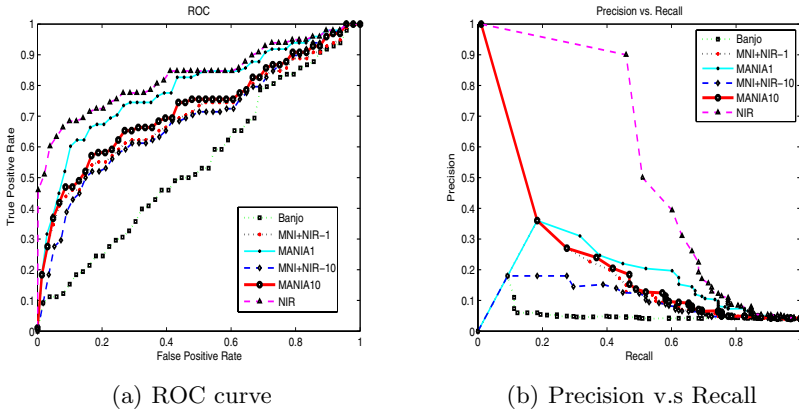 ROC
True Positive Rate
1
0.9
0.8
0.7
0.6
0.5
0.4
0.3
0.2
0.1
0
0 0.2 0.4 0.6 0.8 1
False Positive Rate
Banjo
MNI+NIR-1
MANIA1
MNI+NIR-10
MANIA10
NIR
(a) ROC curve
Precision vs. Recall
Precision
1
0.9
0.8
0.7
0.6
0.5
0.4
0.3
0.2
0.1
0
0 0.2 0.4 0.6 0.8 1
Recall
Banjo
MNI+NIR-1
MANIA1
MNI+NIR-10
MANIA10
NIR
(b) Precision v.s Recall